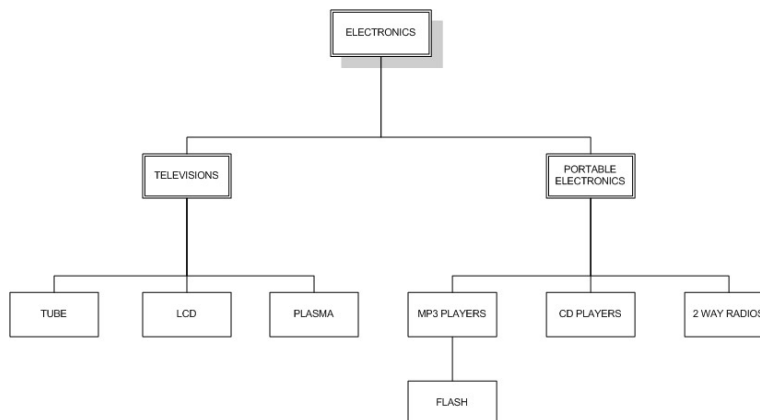 ELECTRONICS
TELEVISIONS
PORTABLE
ELECTRONICS
TUBE
LCD
PLASMA
MP3 PLAYERS
CD PLAYERS
2 WAY RADIOS
FLASH